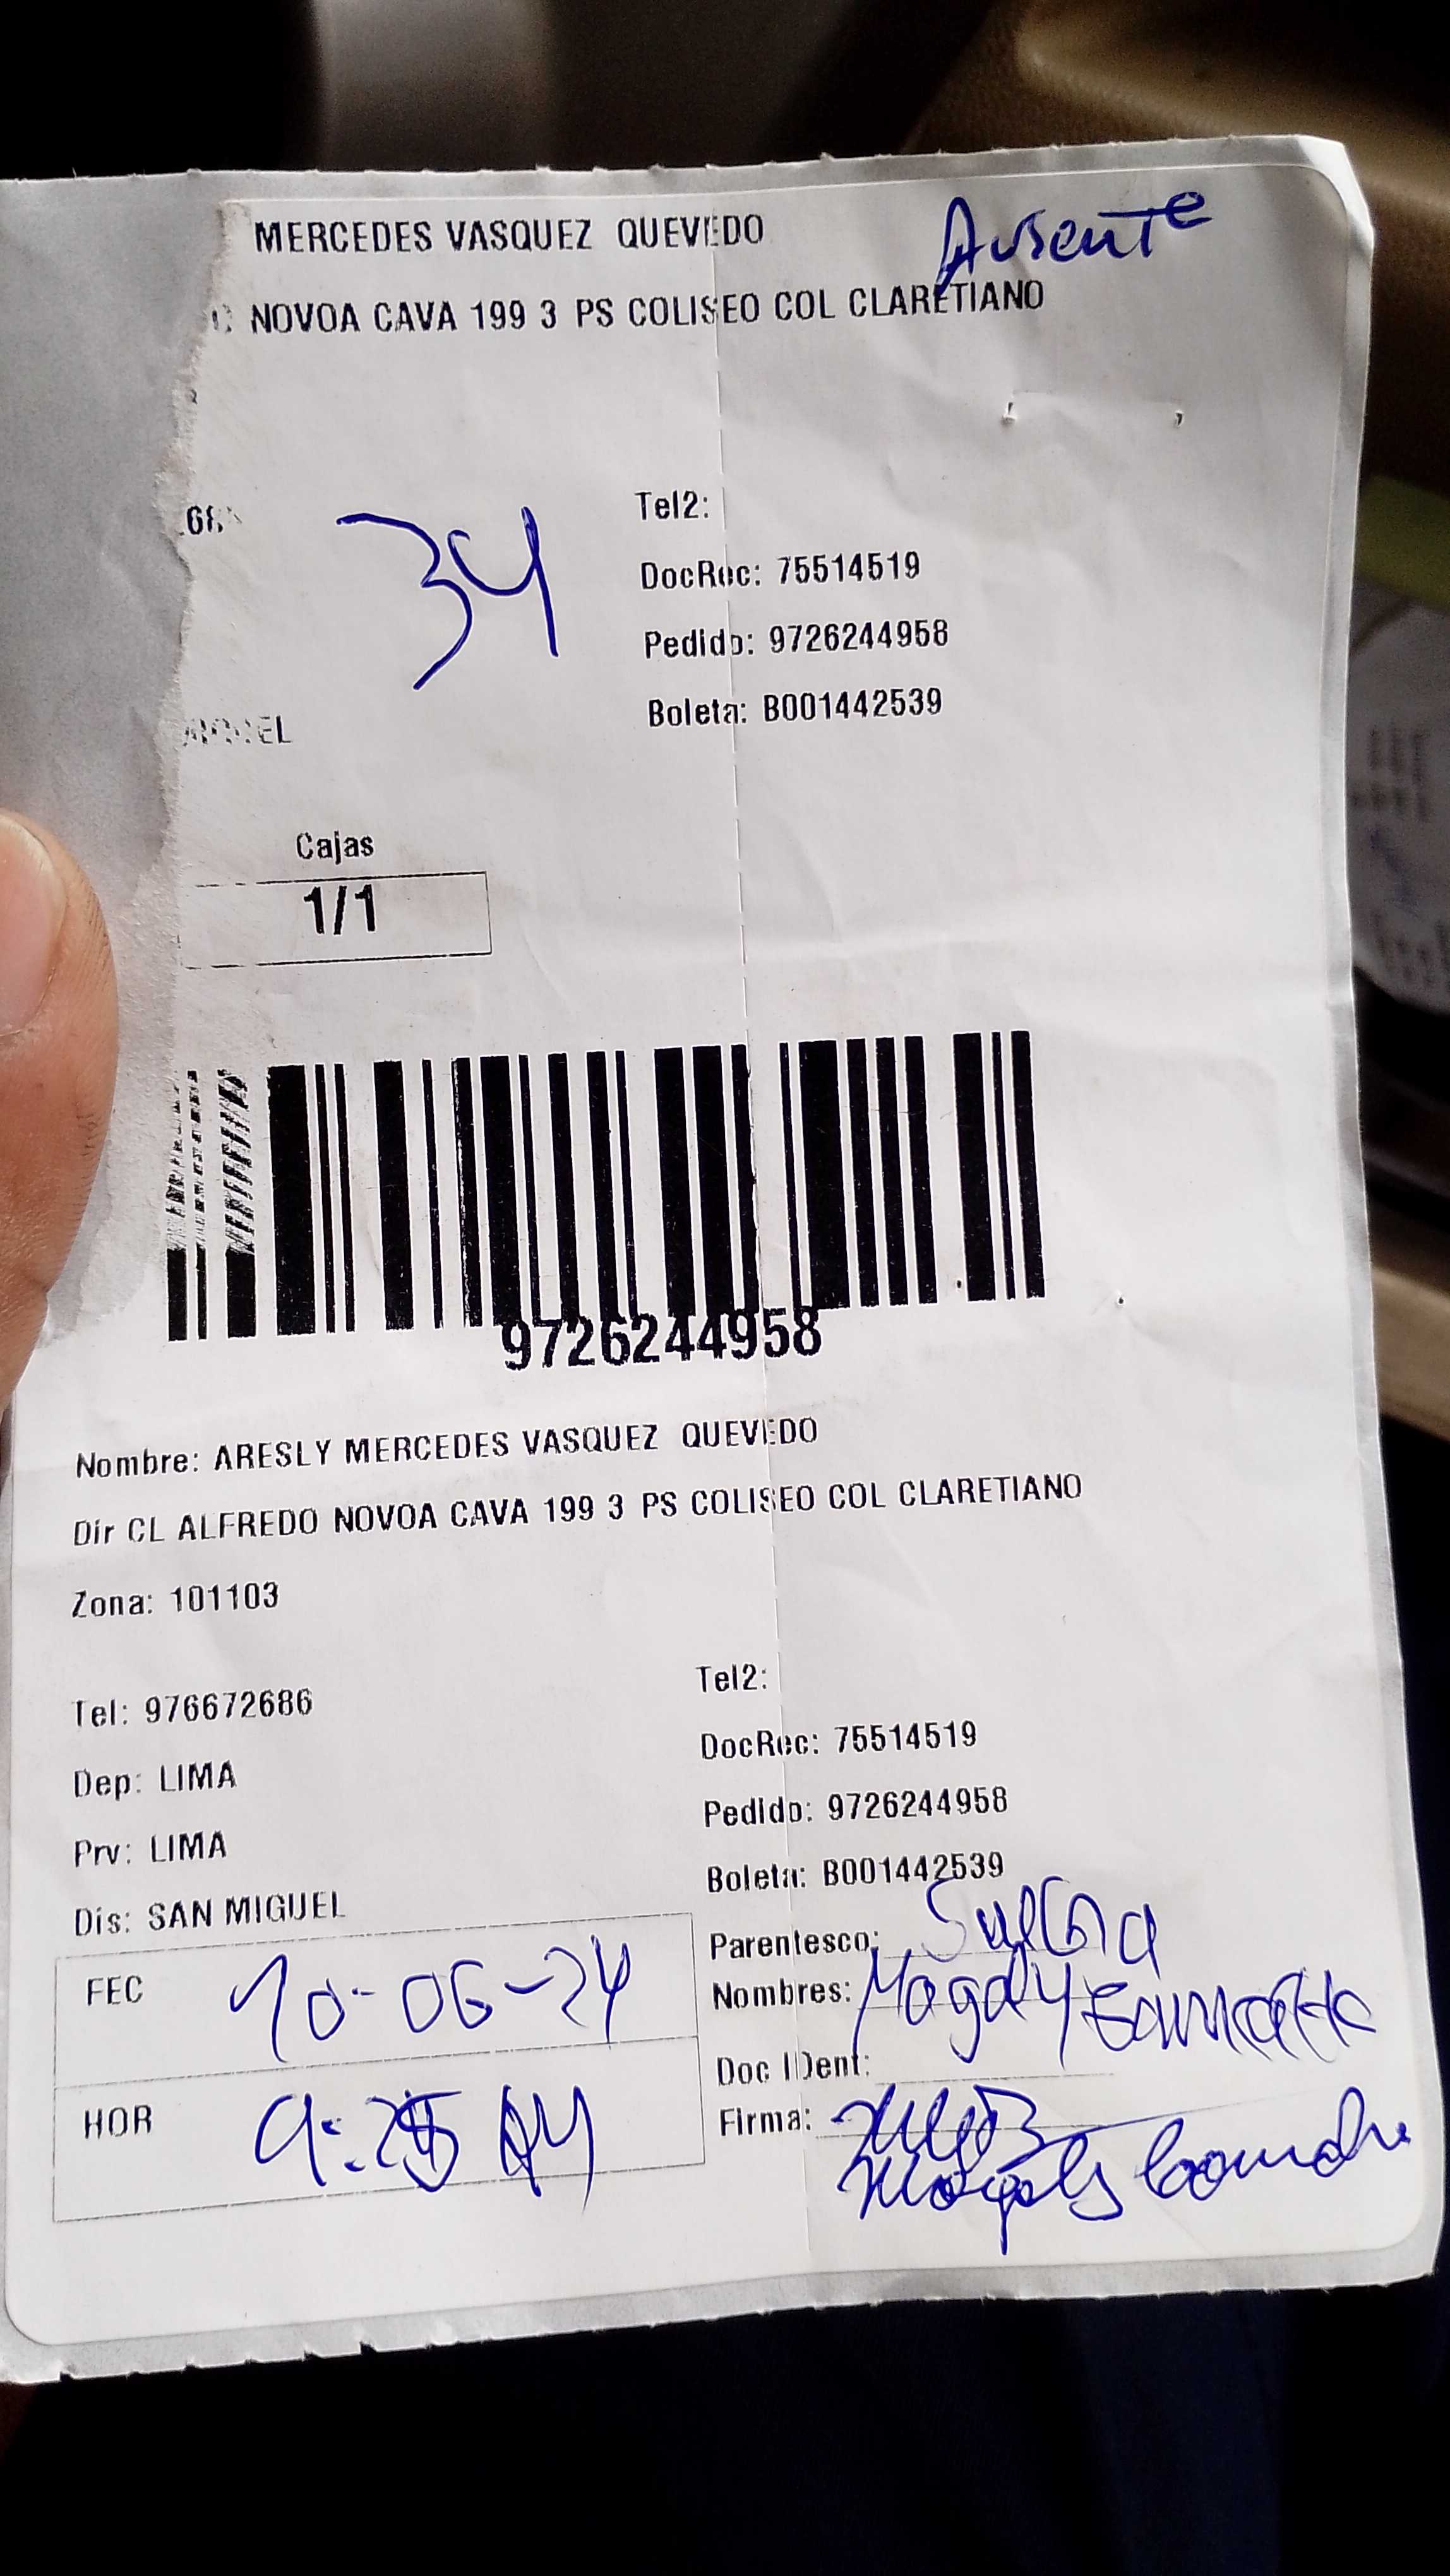 MERCEDES VASQUEZ QUEVEDO
Ausente
NOVOA CAVA 199 3 PS COLISEO COL CLARETIANO
34
Tel2:
DocRec: 75514519
Pedido: 9726244958
Boleta: B001442539
Cajas
1/1
9726244958
Nombre: ARESLY MERCEDES VASQUEZ QUEVEDO
Dir CL ALFREDO NOVOA CAVA 199 3 PS COLISEO COL CLARETIANO
Zona: 101103
Tel: 976672686
Tel2:
Dep: LIMA
DocRec: 75514519
Prv: LIMA
Pedido: 9726244958
Dis: SAN MIGUEL
Boleta: B001442539
FEC 10-06-24
Parentesco:
Nombres: Magaly
Doc IDent:
HOR
Firma: